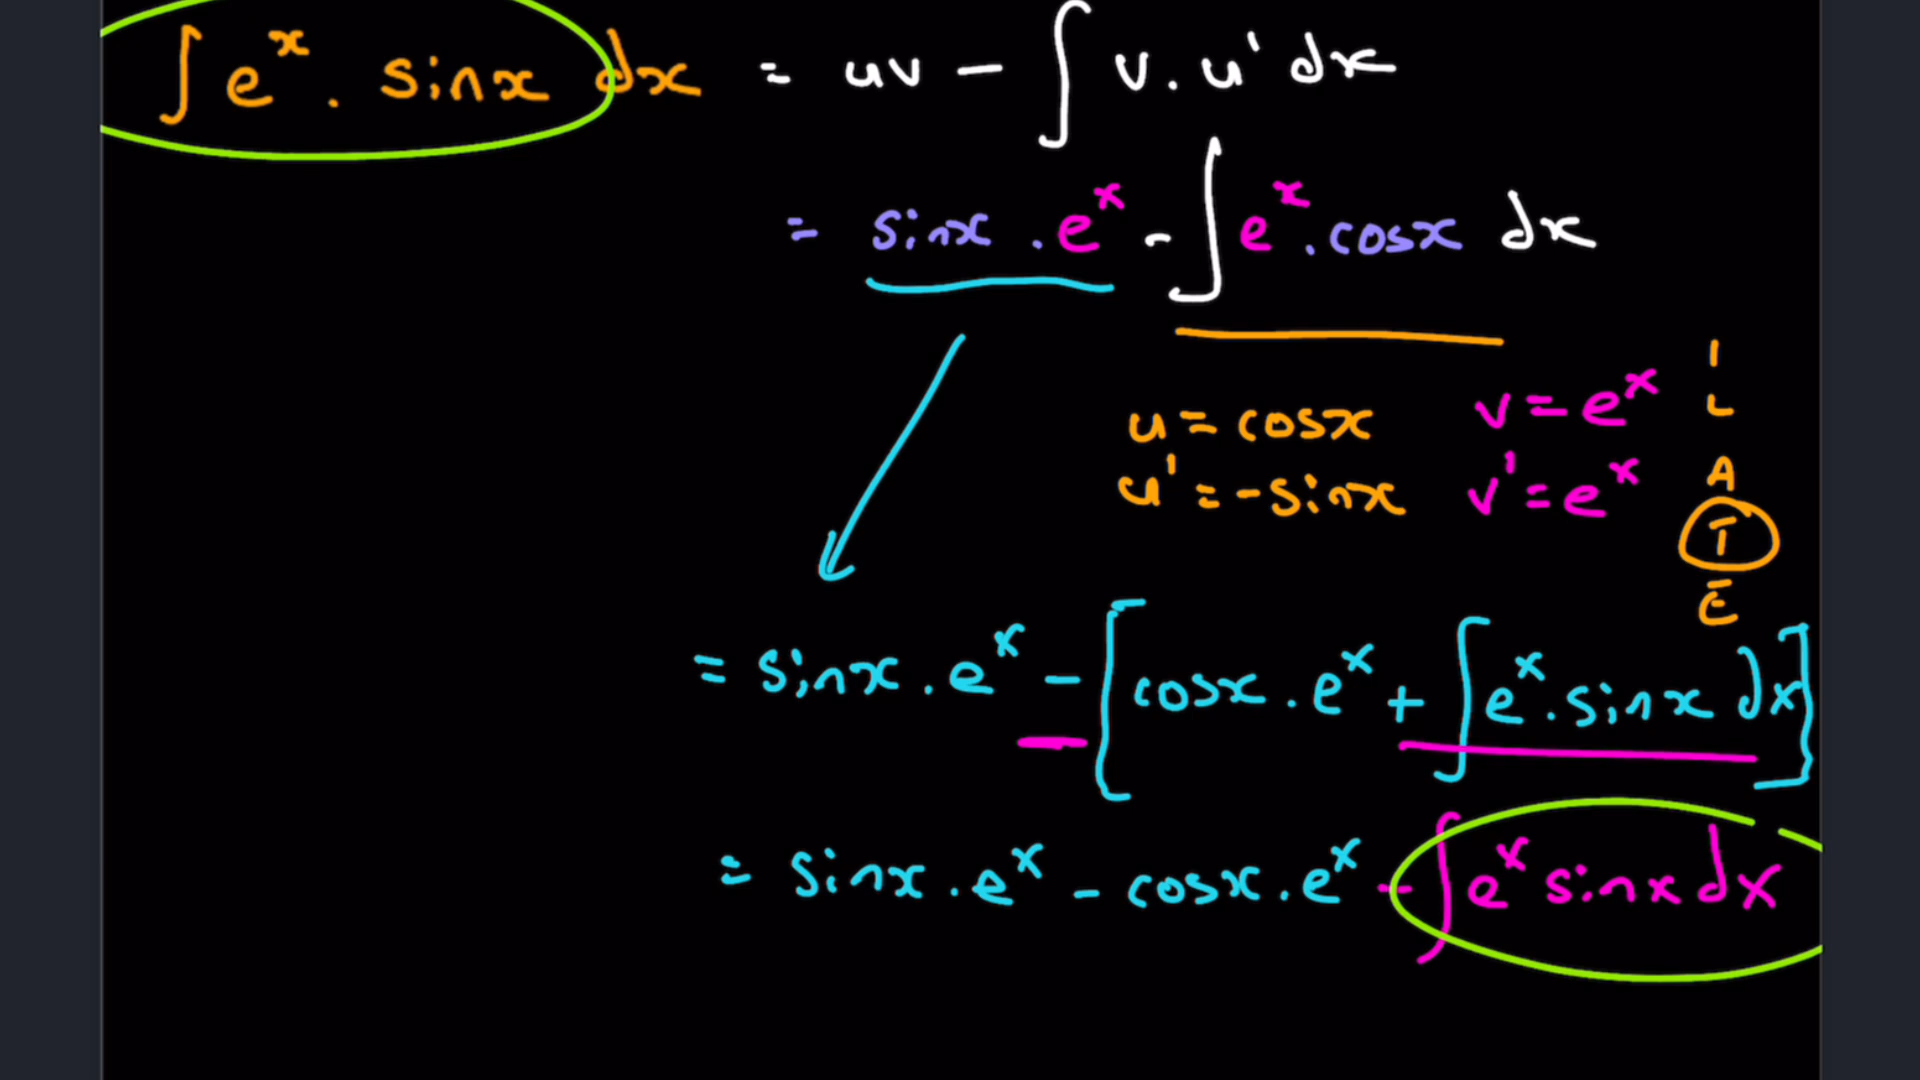 ∫ eˣ . sinx dx = uv - ∫ v . u' dx
= sinx . eˣ - ∫ eˣ . cosx dx
I
L
A
T
E
u = cosx v = eˣ
u' = -sinx v' = eˣ
= sinx . eˣ - [cosx . eˣ + ∫ eˣ . sinx dx]
= sinx . eˣ - cosx . eˣ - ∫ eˣ sinx dx